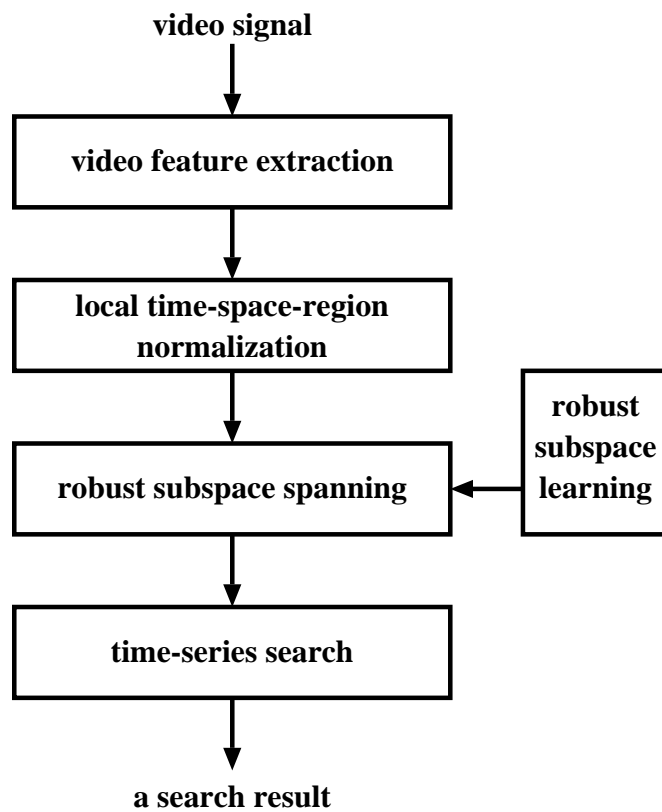 video signal
video feature extraction
local time-space-region
normalization
robust
subspace
learning
robust subspace spanning
time-series search
a search result